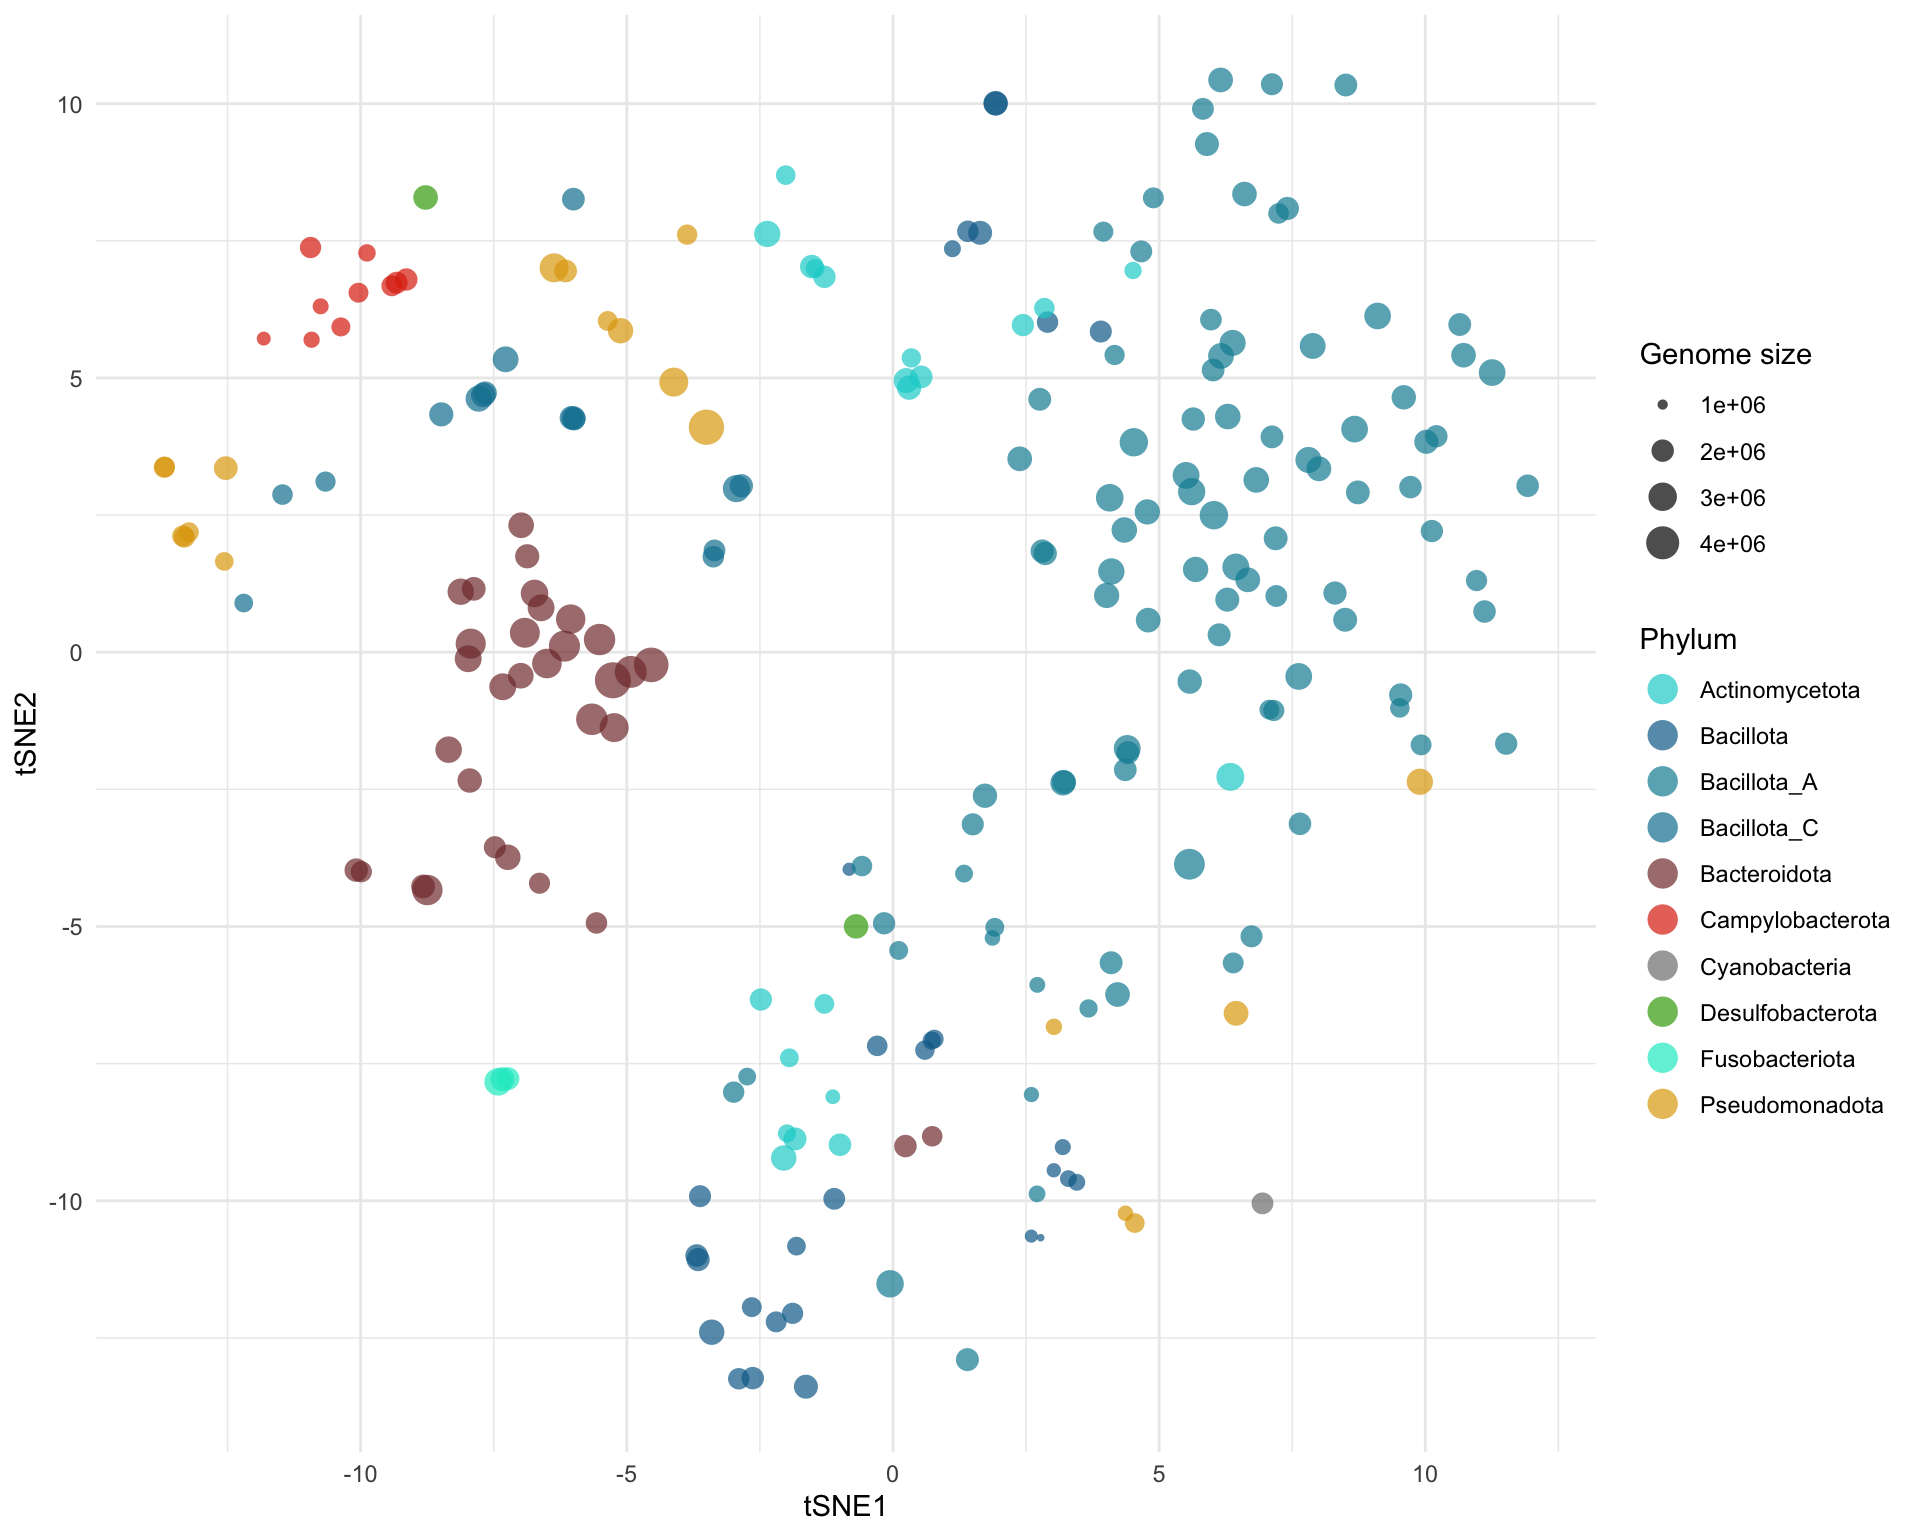 10
5
0
-5
-10
tSNE2
-10
-5
0
5
10
tSNE1
Genome size
1e+06
2e+06
3e+06
4e+06
Phylum
Actinomycetota
Bacillota
Bacillota_A
Bacillota_C
Bacteroidota
Campylobacterota
Cyanobacteria
Desulfobacterota
Fusobacteriota
Pseudomonadota